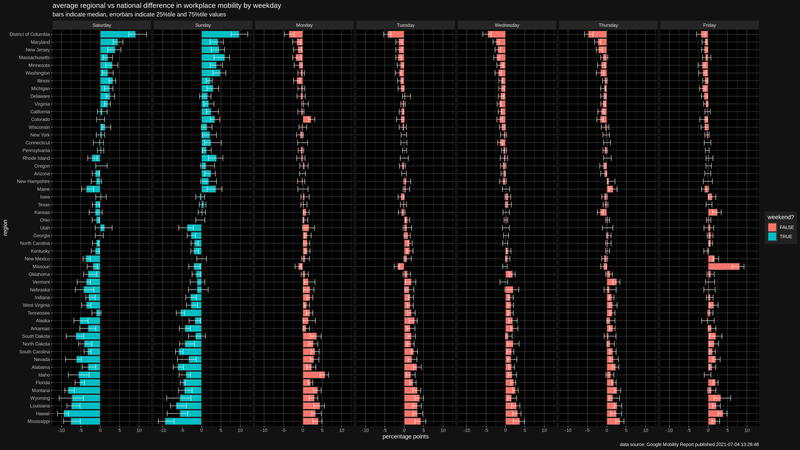 average regional vs national difference in workplace mobility by weekday
bars indicate median, errorbars indicate 25%tile and 75%tile values
Saturday Sunday Monday Tuesday Wednesday Thursday Friday
District of Columbia
Maryland
New Jersey
Massachusetts
Minnesota
Washington
Illinois
Michigan
Delaware
Virginia
California
Colorado
Wisconsin
New York
Connecticut
Pennsylvania
Rhode Island
Oregon
Arizona
New Hampshire
Maine
Iowa
Texas
Kansas
Ohio
Utah
Georgia
North Carolina
Kentucky
New Mexico
Missouri
Oklahoma
Vermont
Nebraska
Indiana
West Virginia
Tennessee
Alaska
Arkansas
South Dakota
North Dakota
South Carolina
Nevada
Alabama
Idaho
Florida
Montana
Wyoming
Louisiana
Hawaii
Mississippi
region
weekend?
FALSE
TRUE
-10 -5 0 5 10 -10 -5 0 5 10 -10 -5 0 5 10 -10 -5 0 5 10 -10 -5 0 5 10 -10 -5 0 5 10 -10 -5 0 5 10
percentage points
data source: Google Mobility Report published 2021-07-04 13:28:48